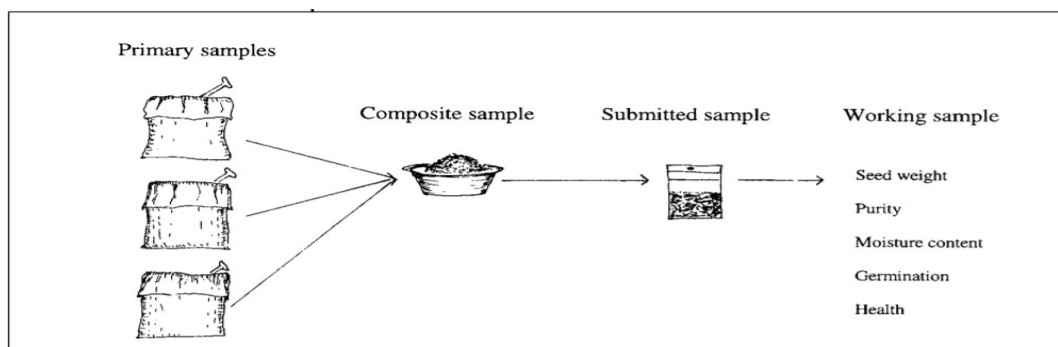 Primary samples
Composite sample
Submitted sample
Working sample
Seed weight
Purity
Moisture content
Germination
Health